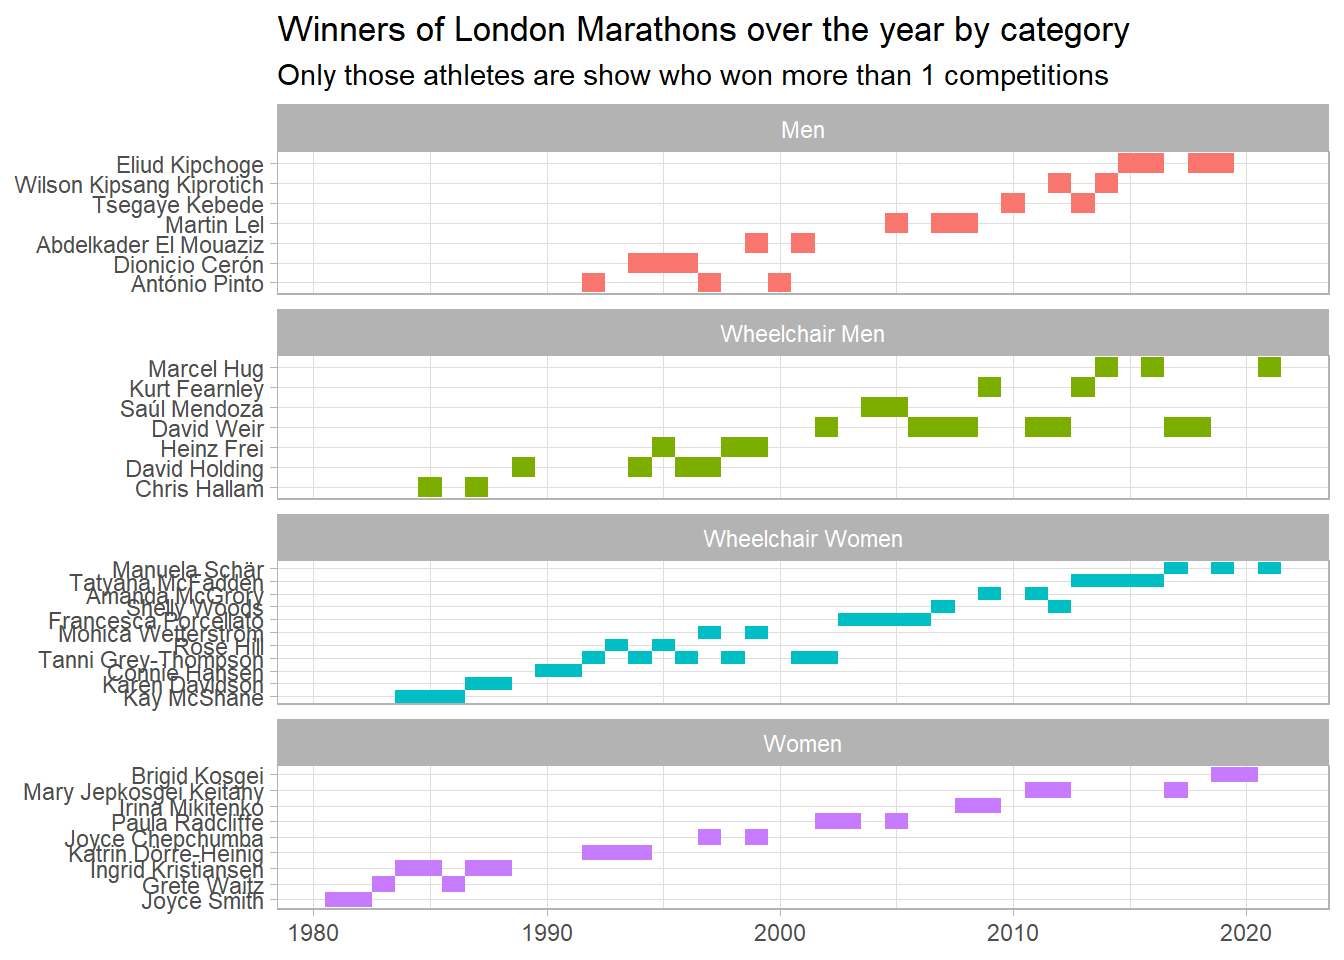 Winners of London Marathons over the year by category
Only those athletes are show who won more than 1 competitions
Men
Eliud Kipchoge
Wilson Kipsang Kiprotich
Tsegaye Kebede
Martin Lel
Abdelkader El Mouaziz
Dionicio Cerón
António Pinto
Wheelchair Men
Marcel Hug
Kurt Fearnley
Saúl Mendoza
David Weir
Heinz Frei
David Holding
Chris Hallam
Wheelchair Women
Manuela Schär
Tatyana McFadden
Amanda McGrory
Shelly Woods
Francesca Porcellato
Monica Wetterstrom
Rose Hill
Tanni Grey-Thompson
Connie Hansen
Karen Davidson
Kay McShane
Women
Brigid Kosgei
Mary Jepkosgei Keitany
Irina Mikitenko
Paula Radcliffe
Joyce Chepchumba
Katrin Dorre-Heinig
Ingrid Kristiansen
Grete Waitz
Joyce Smith
1980 1990 2000 2010 2020